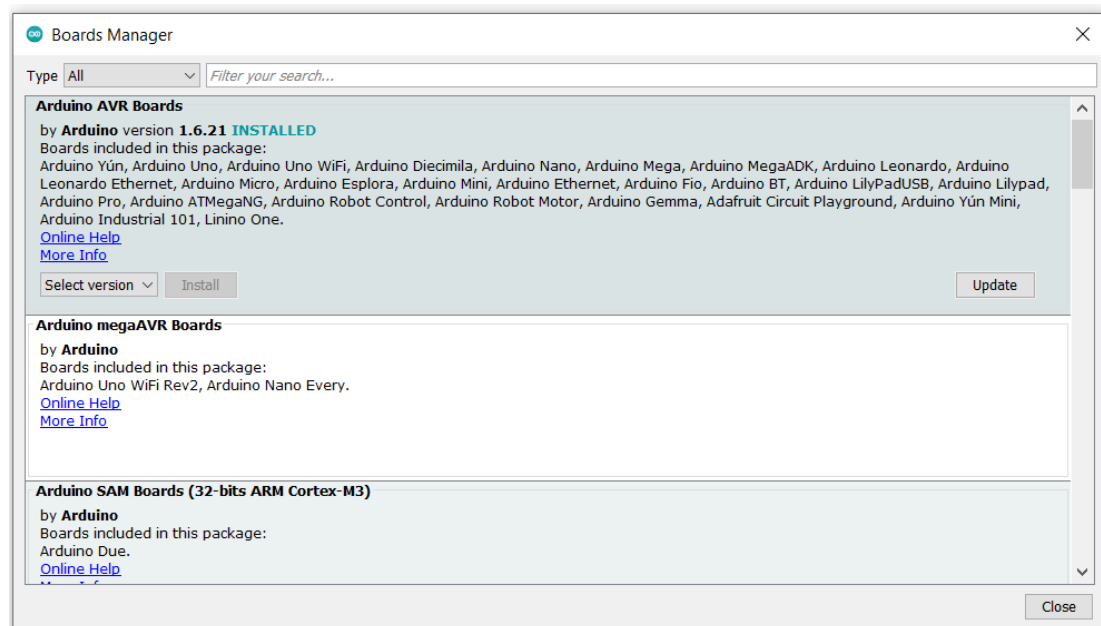 Boards Manager
Type All Filter your search...
Arduino AVR Boards
by Arduino version 1.6.21 INSTALLED
Boards included in this package:
Arduino Yún, Arduino Uno, Arduino Uno WiFi, Arduino Diecimila, Arduino Nano, Arduino Mega, Arduino MegaADK, Arduino Leonardo, Arduino
Leonardo Ethernet, Arduino Micro, Arduino Esplora, Arduino Mini, Arduino Ethernet, Arduino Fio, Arduino BT, Arduino LilyPadUSB, Arduino Lilypad,
Arduino Pro, Arduino ATMegaNG, Arduino Robot Control, Arduino Robot Motor, Arduino Gemma, Adafruit Circuit Playground, Arduino Yún Mini,
Arduino Industrial 101, Linino One.
Online Help
More Info
Select version Install Update
Arduino megaAVR Boards
by Arduino
Boards included in this package:
Arduino Uno WiFi Rev2, Arduino Nano Every.
Online Help
More Info
Arduino SAM Boards (32-bits ARM Cortex-M3)
by Arduino
Boards included in this package:
Arduino Due.
Online Help
Close